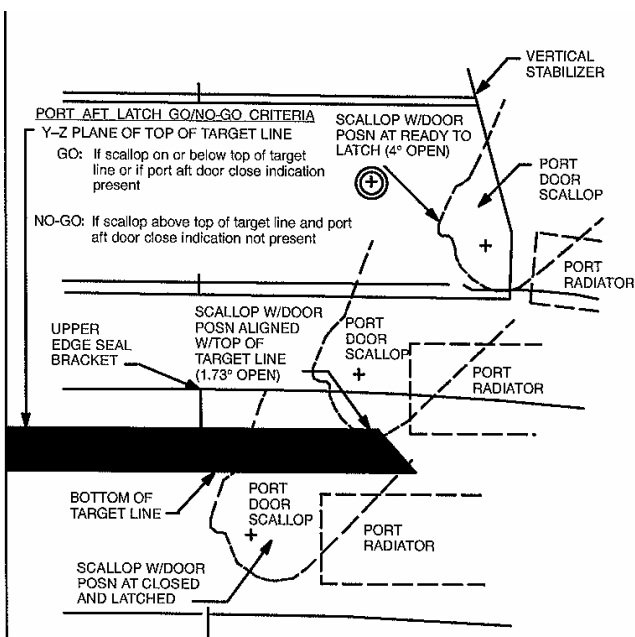 VERTICAL
STABILIZER
PORT AFT LATCH GO/NO-GO CRITERIA
Y-Z PLANE OF TOP OF TARGET LINE
GO: If scallop on or below top of target
line or if port aft door close indication
present
NO-GO: If scallop above top of target line and port
aft door close indication not present
SCALLOP W/DOOR
POSN AT READY TO
LATCH (4° OPEN)
PORT
DOOR
SCALLOP
PORT
RADIATOR
UPPER
EDGE SEAL
BRACKET
SCALLOP W/DOOR
POSN ALIGNED
W/TOP OF
TARGET LINE
(1.73° OPEN)
PORT
DOOR
SCALLOP
PORT
RADIATOR
BOTTOM OF
TARGET LINE
PORT
DOOR
SCALLOP
PORT
RADIATOR
SCALLOP W/DOOR
POSN AT CLOSED
AND LATCHED